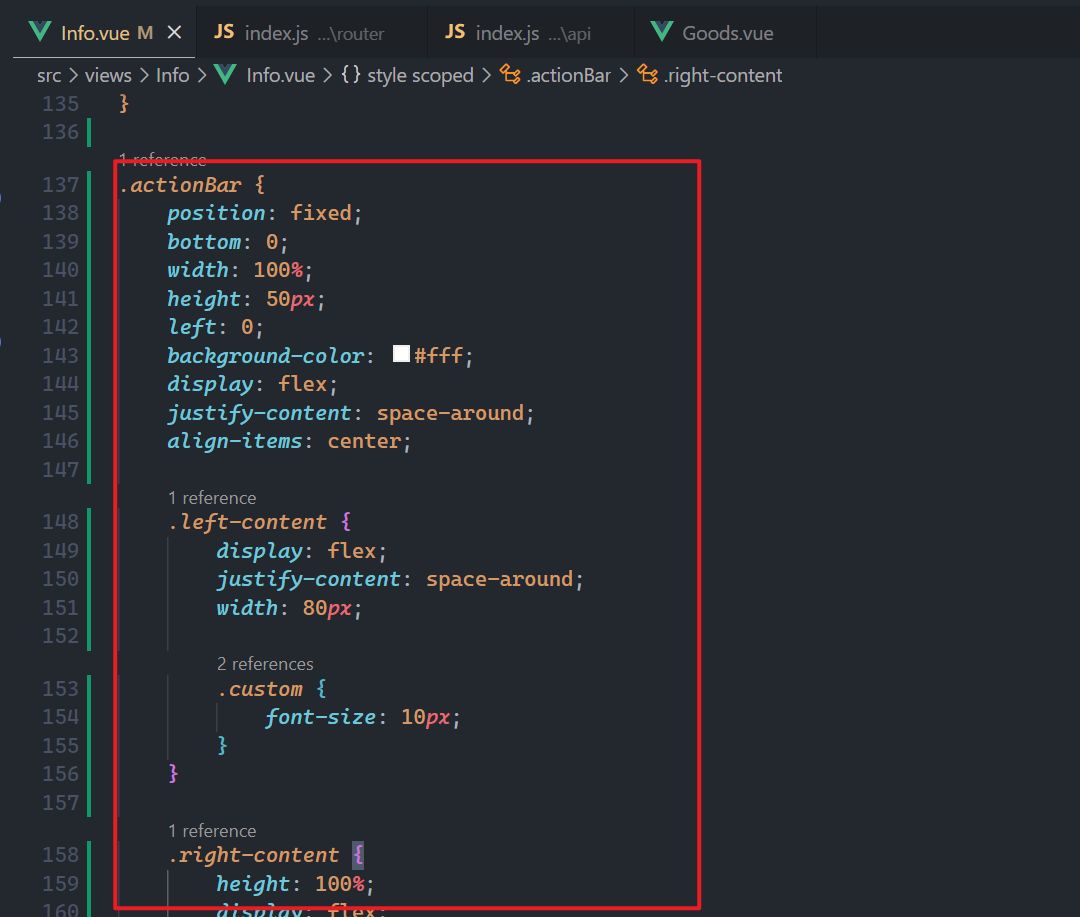 Info.vue M
JS index.js ...\router
JS index.js ...\api
Goods.vue
src > views > Info > Info.vue > {} style scoped > .actionBar > .right-content
135 }
136
1 reference
137 .actionBar {
138 position: fixed;
139 bottom: 0;
140 width: 100%;
141 height: 50px;
142 left: 0;
143 background-color: #fff;
144 display: flex;
145 justify-content: space-around;
146 align-items: center;
147
1 reference
148 .left-content {
149 display: flex;
150 justify-content: space-around;
151 width: 80px;
152
2 references
153 .custom {
154 font-size: 10px;
155 }
156 }
157
1 reference
158 .right-content {
159 height: 100%;
160 display: flex;